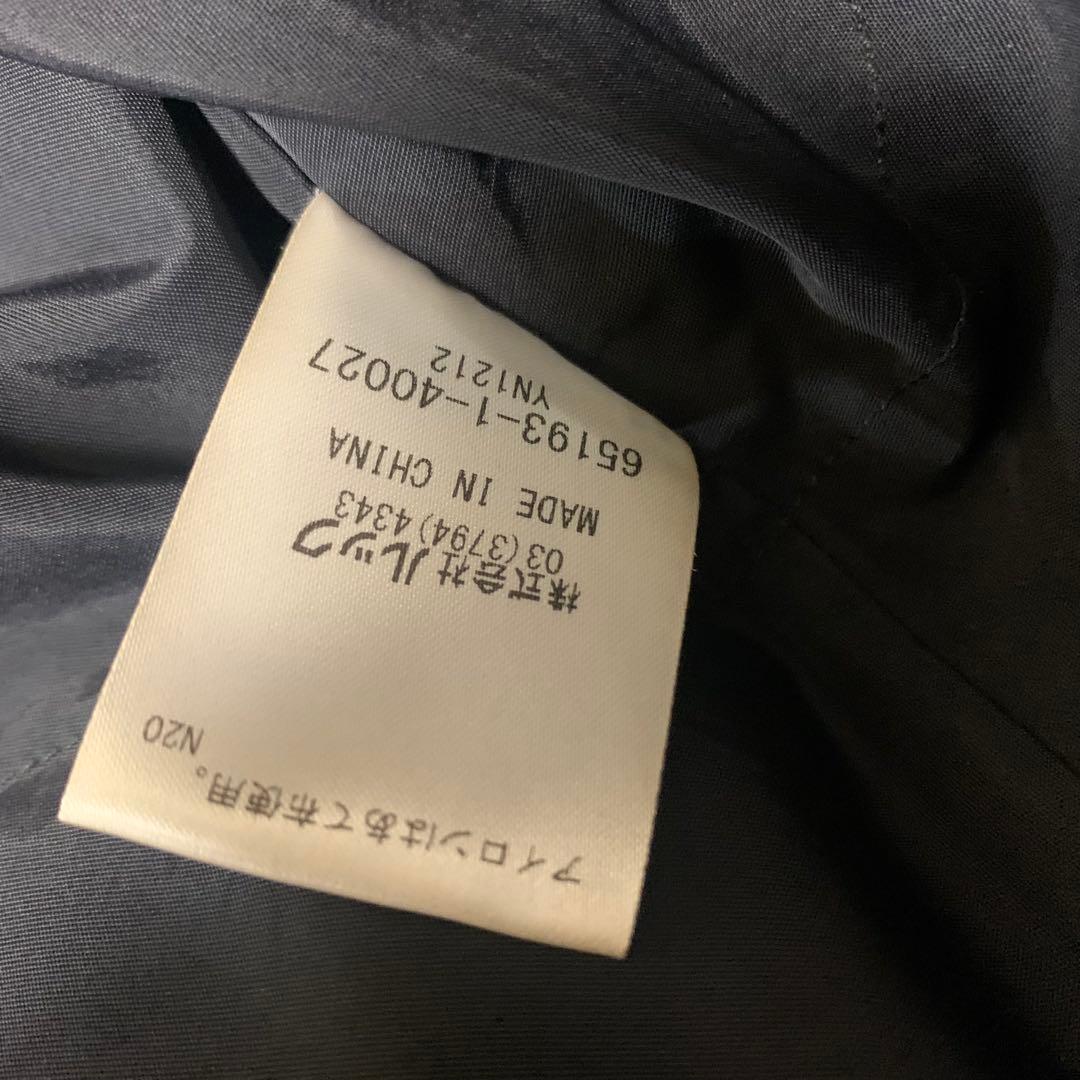 アイロンはあて布使用。
N20
株式会社ルック
03(3794)4343
MADE IN CHINA
65193-1-40027
YN1212